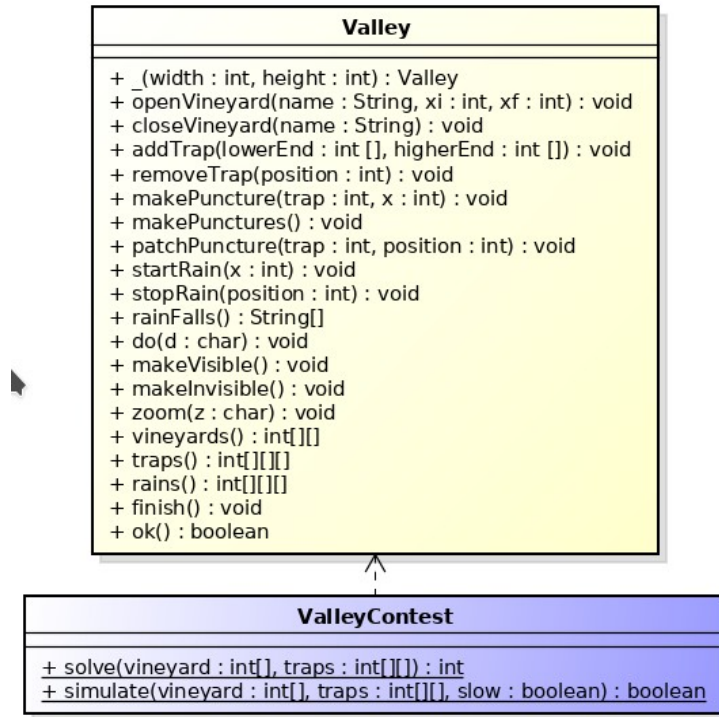 Valley
+ _(width : int, height : int) : Valley
+ openVineyard(name : String, xi : int, xf : int) : void
+ closeVineyard(name : String) : void
+ addTrap(lowerEnd : int [], higherEnd : int []) : void
+ removeTrap(position : int) : void
+ makePuncture(trap : int, x : int) : void
+ makePunctures() : void
+ patchPuncture(trap : int, position : int) : void
+ startRain(x : int) : void
+ stopRain(position : int) : void
+ rainFalls() : String[]
+ do(d : char) : void
+ makeVisible() : void
+ makeInvisible() : void
+ zoom(z : char) : void
+ vineyards() : int[][]
+ traps() : int[][][]
+ rains() : int[][][]
+ finish() : void
+ ok() : boolean
ValleyContest
+ solve(vineyard : int[], traps : int[][]) : int
+ simulate(vineyard : int[], traps : int[][], slow : boolean) : boolean